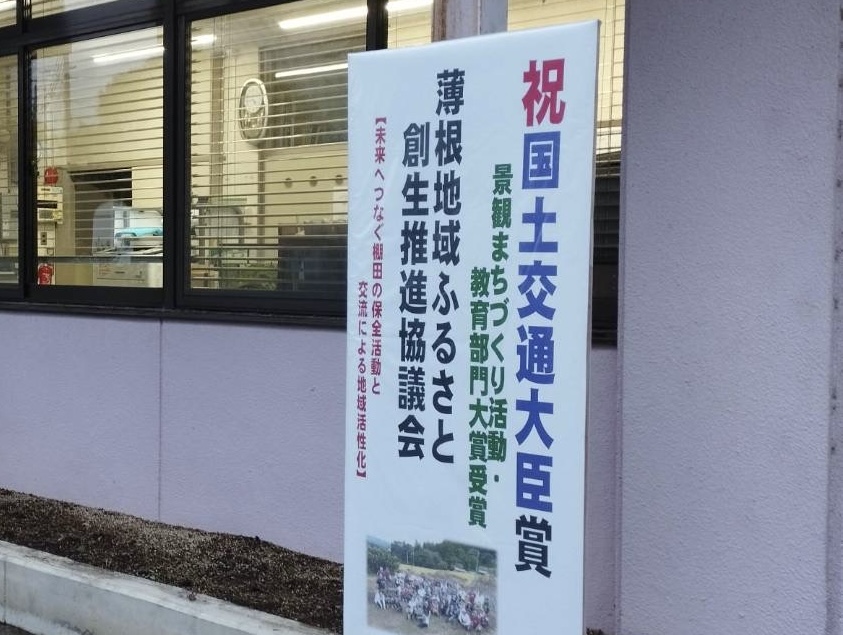 祝国土交通大臣賞
景観まちづくり活動・
教育部門大賞受賞
薄根地域ふるさと
創生推進協議会
【未来へつなぐ棚田の保全活動と
交流による地域活性化】